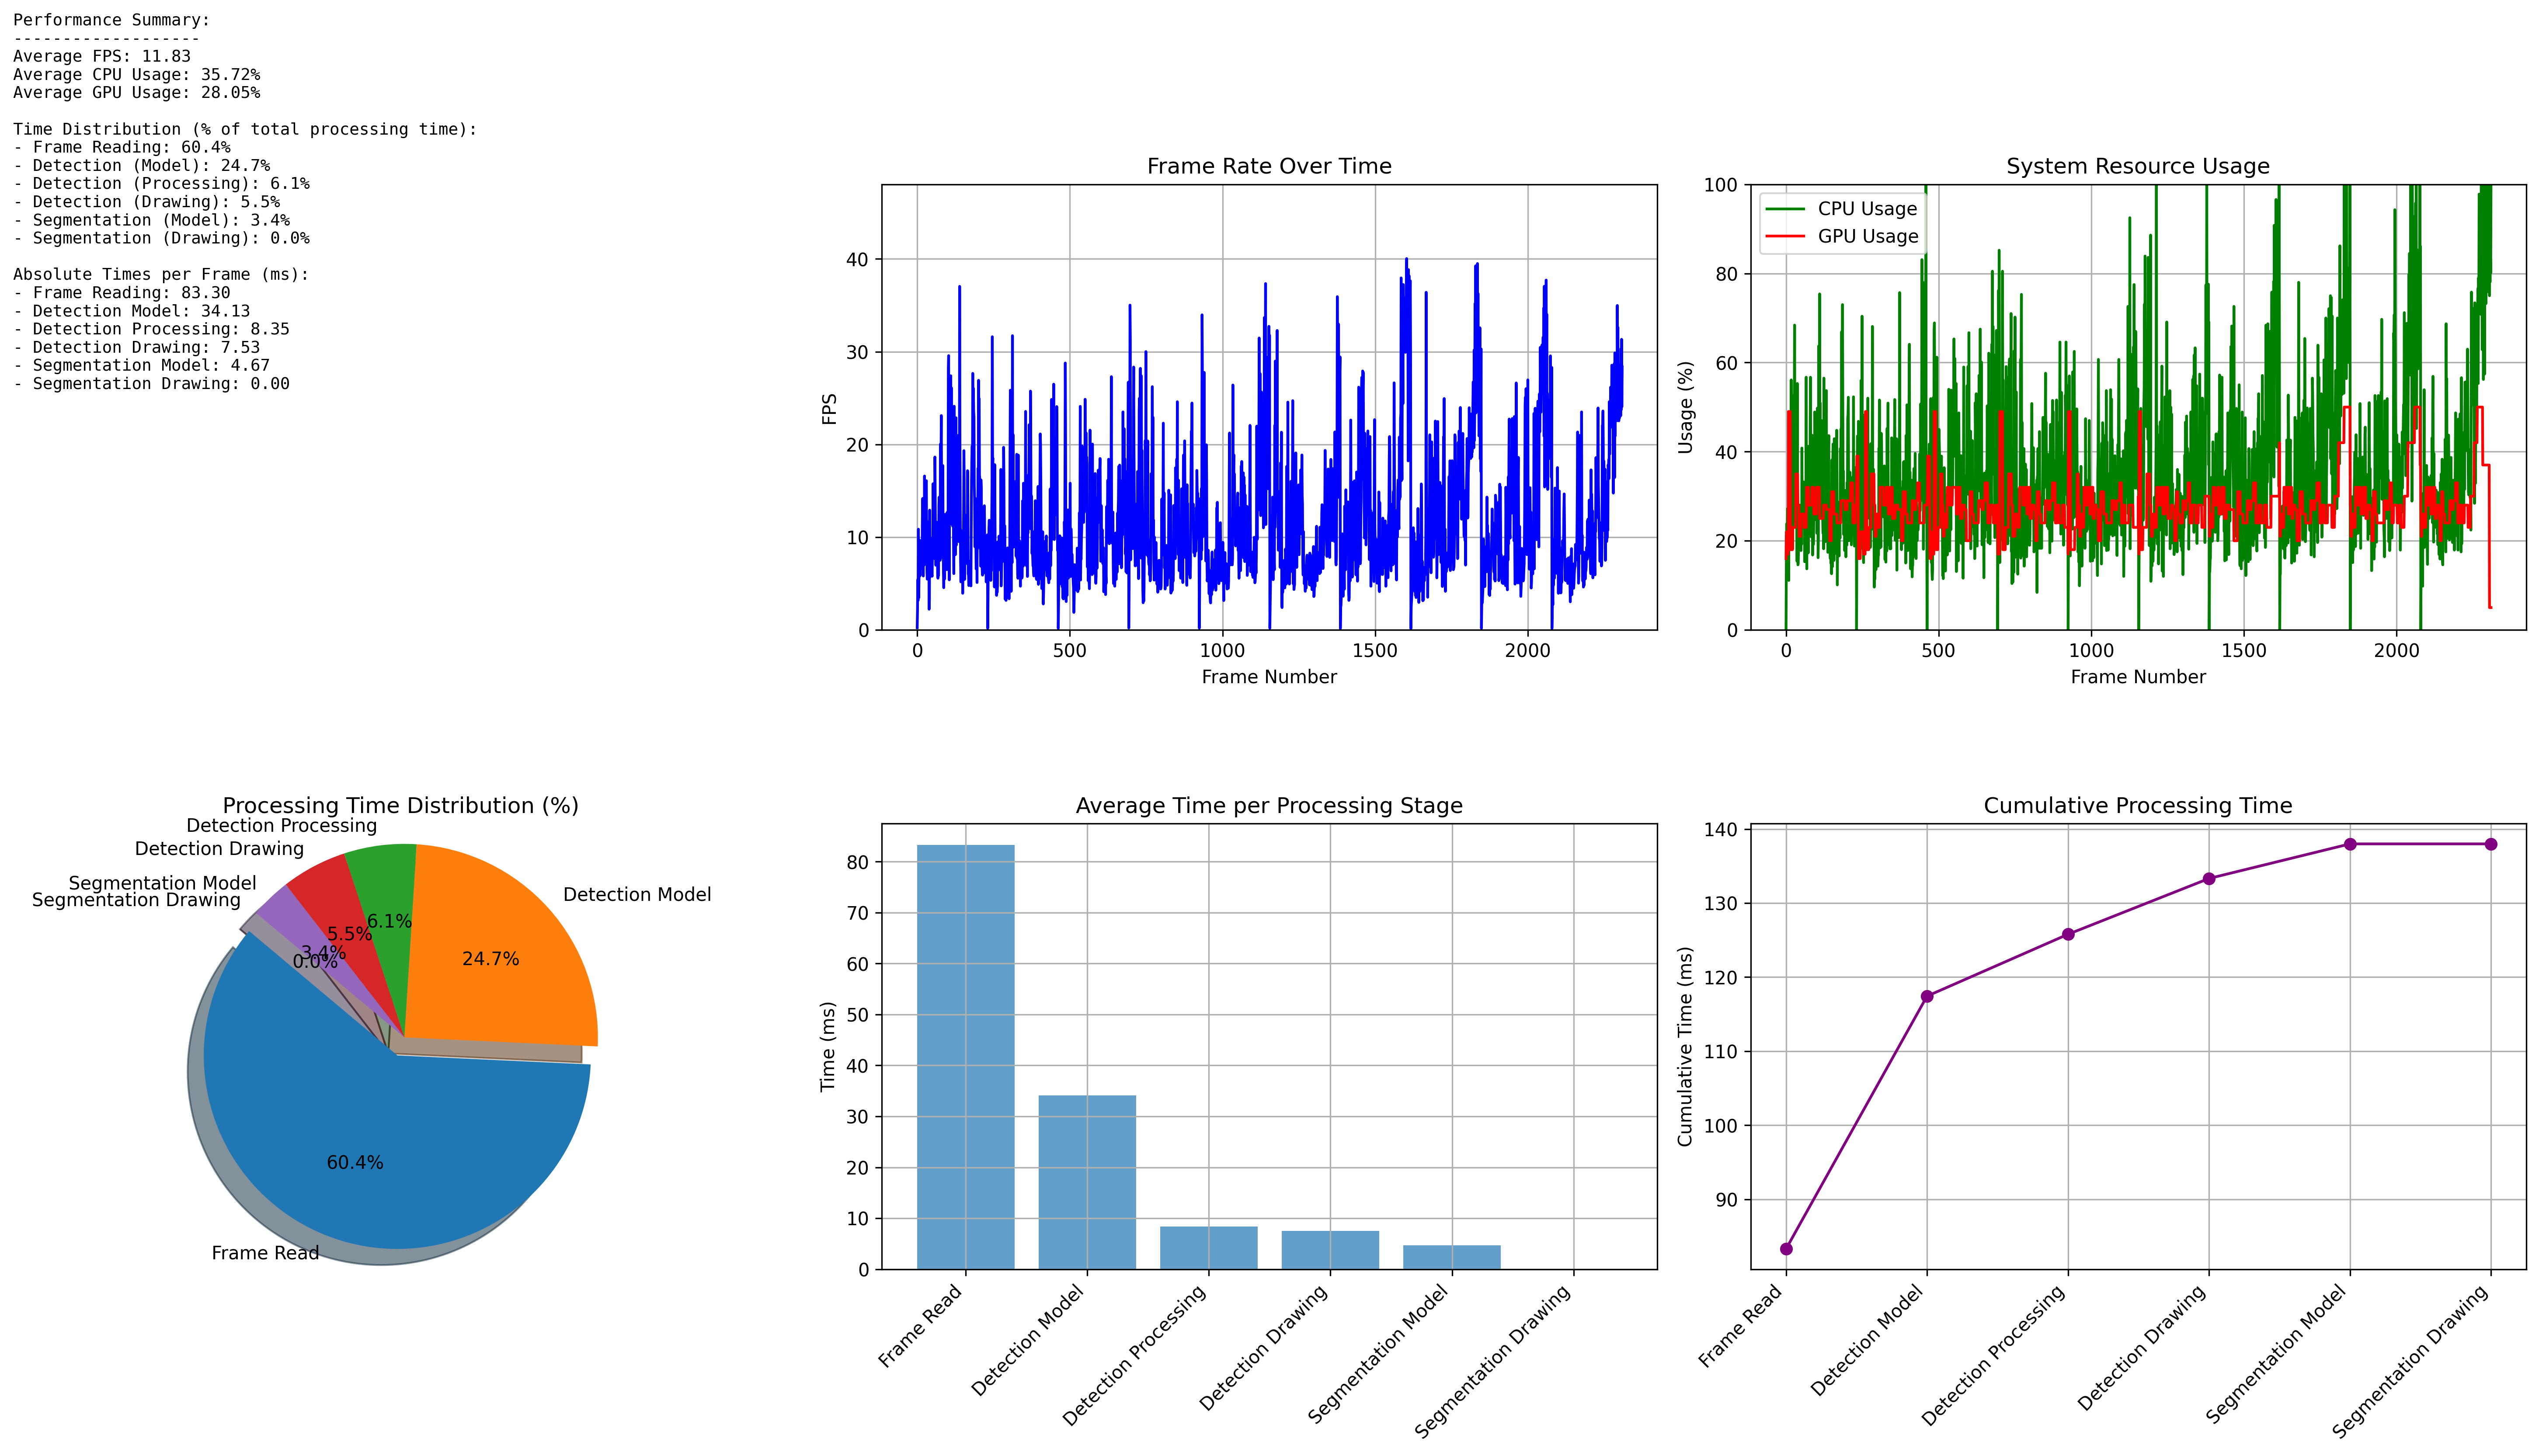 Performance Summary:
-------------------
Average FPS: 11.83
Average CPU Usage: 35.72%
Average GPU Usage: 28.05%
Time Distribution (% of total processing time):
- Frame Reading: 60.4%
- Detection (Model): 24.7%
- Detection (Processing): 6.1%
- Detection (Drawing): 5.5%
- Segmentation (Model): 3.4%
- Segmentation (Drawing): 0.0%
Absolute Times per Frame (ms):
- Frame Reading: 83.30
- Detection Model: 34.13
- Detection Processing: 8.35
- Detection Drawing: 7.53
- Segmentation Model: 4.67
- Segmentation Drawing: 0.00
Frame Rate Over Time
FPS
40
30
20
10
0
0 500 1000 1500 2000
Frame Number
System Resource Usage
CPU Usage
GPU Usage
Usage (%)
100
80
60
40
20
0
0 500 1000 1500 2000
Frame Number
Processing Time Distribution (%)
Detection Processing
Detection Drawing
Segmentation Model
Segmentation Drawing
Detection Model
Frame Read
6.1%
5.5%
3.4%
0.0%
24.7%
60.4%
Average Time per Processing Stage
Time (ms)
80
70
60
50
40
30
20
10
0
Frame Read
Detection Model
Detection Processing
Detection Drawing
Segmentation Model
Segmentation Drawing
Cumulative Processing Time
Cumulative Time (ms)
140
130
120
110
100
90
Frame Read
Detection Model
Detection Processing
Detection Drawing
Segmentation Model
Segmentation Drawing